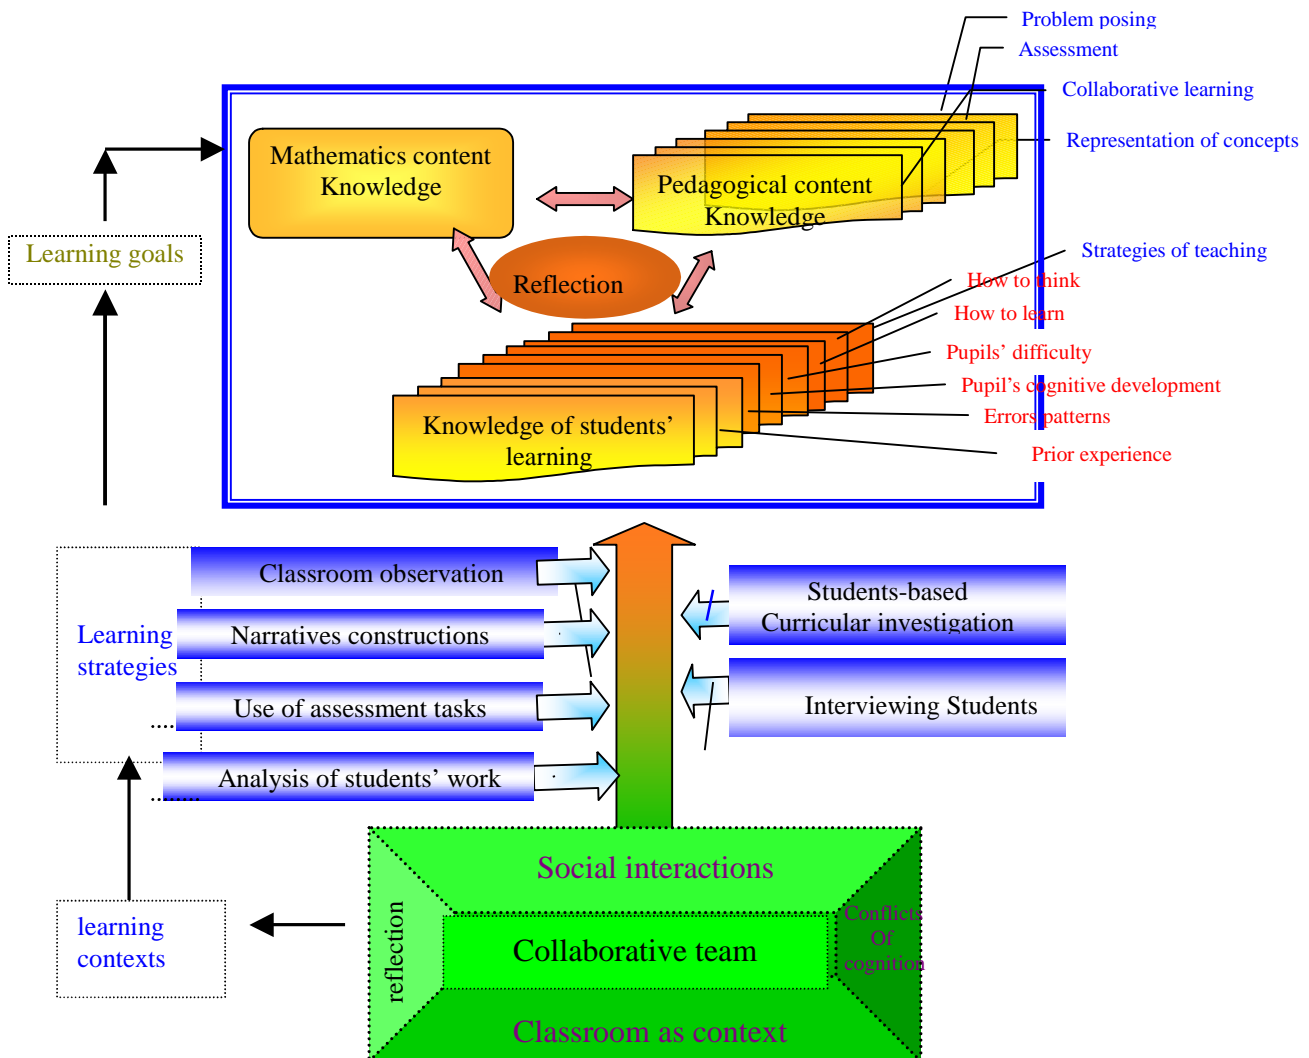 Problem posing
Assessment
Collaborative learning
Representation of concepts
Mathematics content
Knowledge
Pedagogical content
Knowledge
Learning goals
Strategies of teaching
Reflection
How to think
How to learn
Pupils’ difficulty
Pupil's cognitive development
Errors patterns
Prior experience
Knowledge of students’
learning
Classroom observation
Students-based
Curricular investigation
Narratives constructions
Learning
strategies
Use of assessment tasks
Interviewing Students
....
Analysis of students’ work
........
Social interactions
reflection
Conflicts
Of
cognition
Collaborative team
learning
contexts
Classroom as context